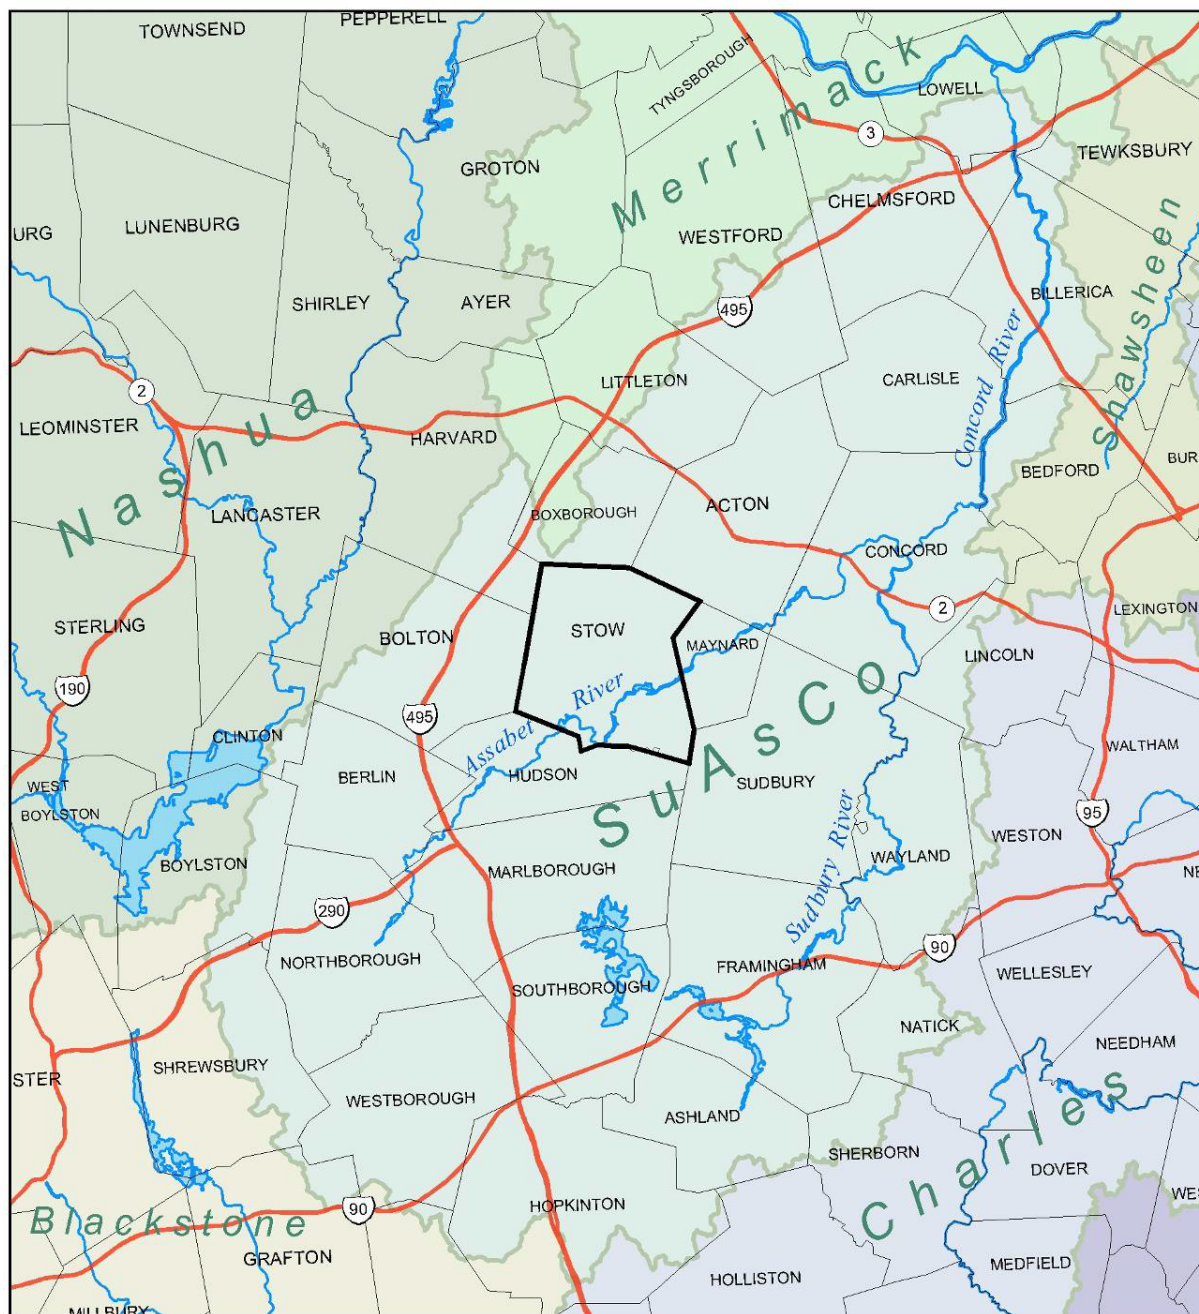 TOWNSEND
PEPPERELL
TYNGSBOROUGH
LOWELL
3
Merrimack
GROTON
TEWKSBURY
CHELMSFORD
URG
LUNENBURG
WESTFORD
SHIRLEY
AYER
495
BILLERICA
Shawsheen
Concord River
LITTLETON
CARLISLE
2
LEOMINSTER
Nashua
HARVARD
BEDFORD
BUR
LANCASTER
BOXBOROUGH
ACTON
CONCORD
2
LEXINGTON
STERLING
BOLTON
STOW
MAYNARD
LINCOLN
190
495
Assabet River
SuAsCo
CLINTON
WALTHAM
BERLIN
HUDSON
SUDBURY
WEST
BOYLSTON
95
WESTON
BOYLSTON
MARLBOROUGH
WAYLAND
NE
Sudbury River
290
90
NORTHBOROUGH
FRAMINGHAM
WELLESLEY
SOUTHBOROUGH
NATICK
NEEDHAM
STER
SHREWSBURY
WESTBOROUGH
ASHLAND
SHERBORN
Charles
DOVER
WES
90
HOPKINTON
Blackstone
GRAFTON
HOLLISTON
MEDFIELD
MILLBURY